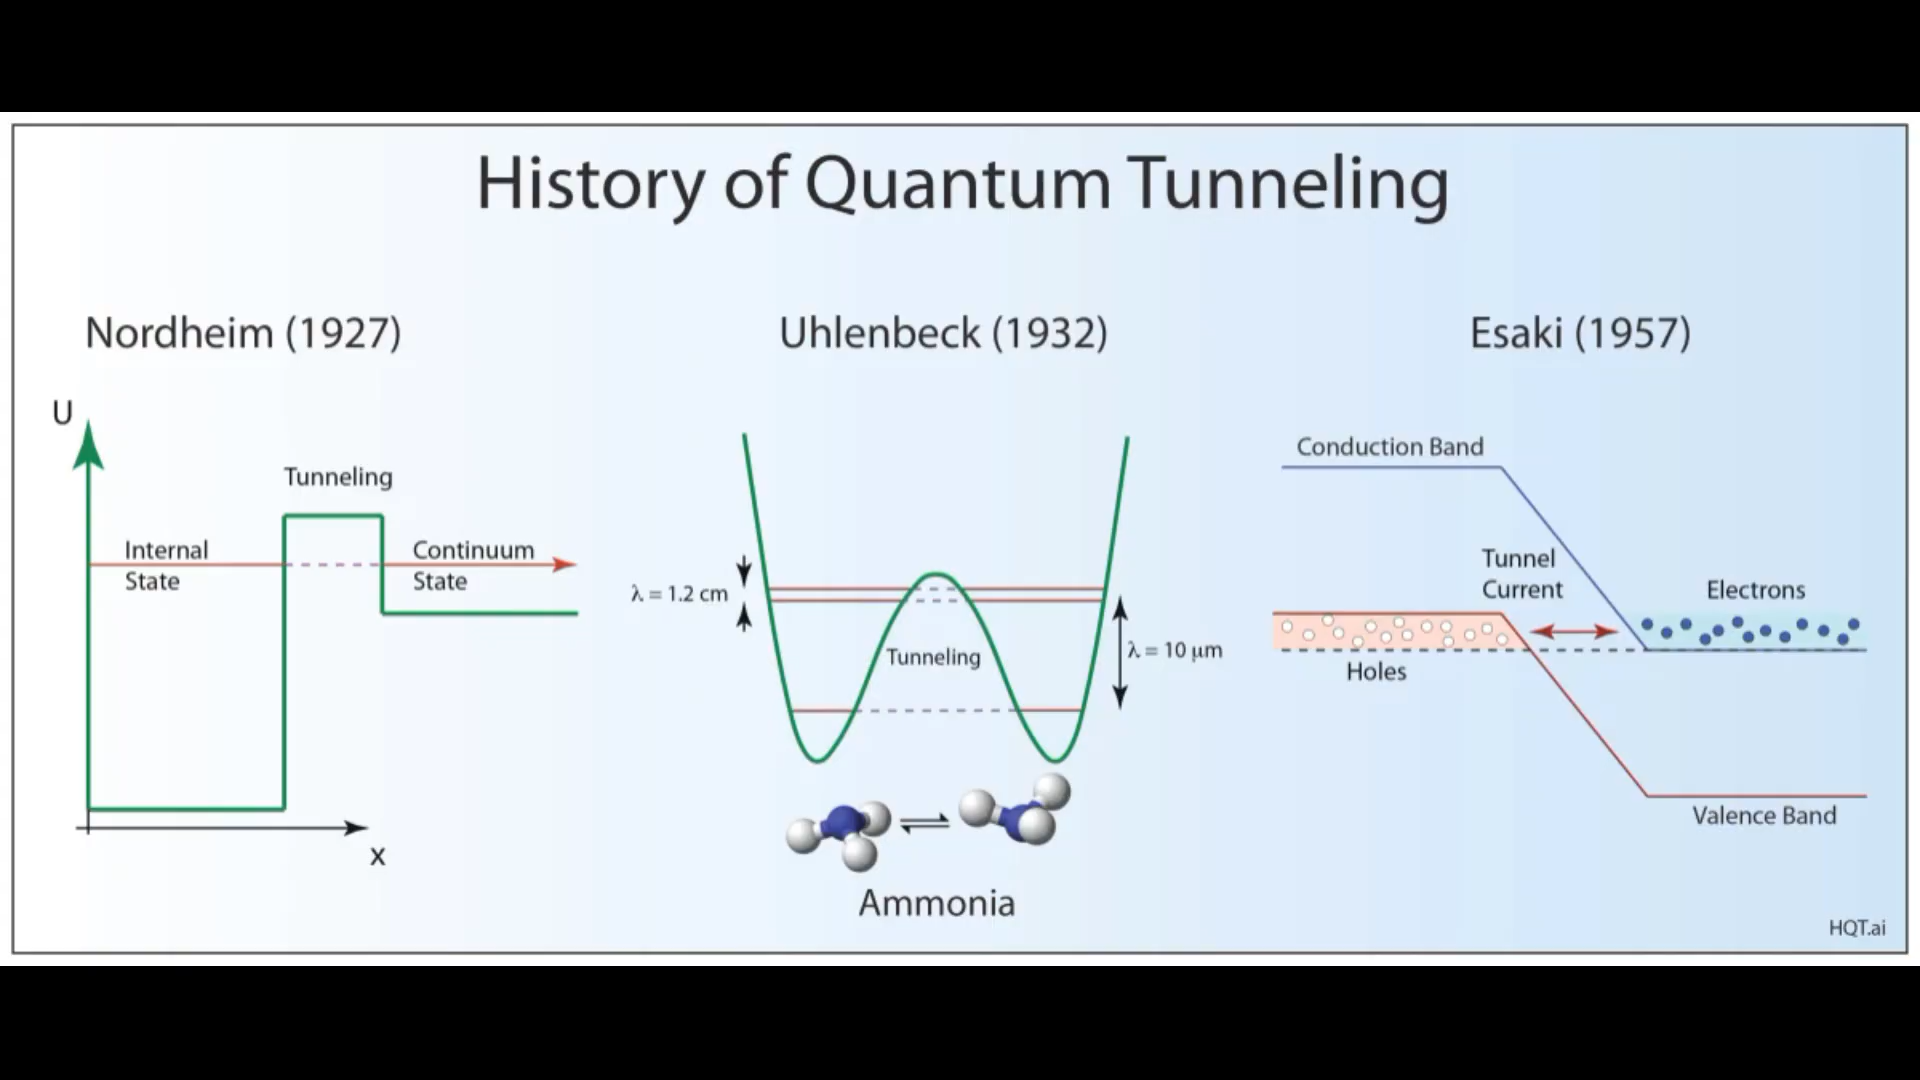 History of Quantum Tunneling
Nordheim (1927)
U
Tunneling
Internal
State
Continuum
State
x
Uhlenbeck (1932)
λ = 1.2 cm
Tunneling
λ = 10 μm
Ammonia
Esaki (1957)
Conduction Band
Tunnel
Current
Electrons
Holes
Valence Band
HQT.ai